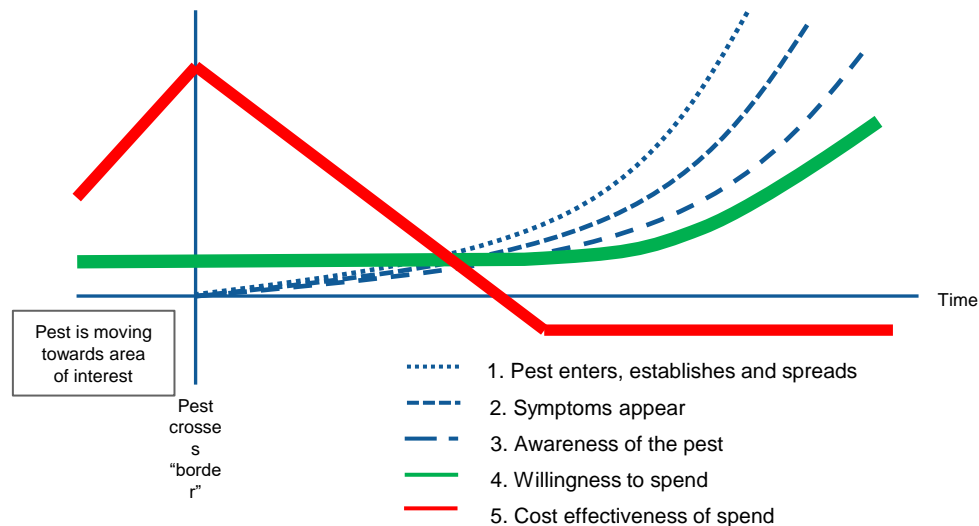 Time
Pest is moving
towards area
of interest
Pest
crosse
s
“borde
r”
1. Pest enters, establishes and spreads
2. Symptoms appear
3. Awareness of the pest
4. Willingness to spend
5. Cost effectiveness of spend